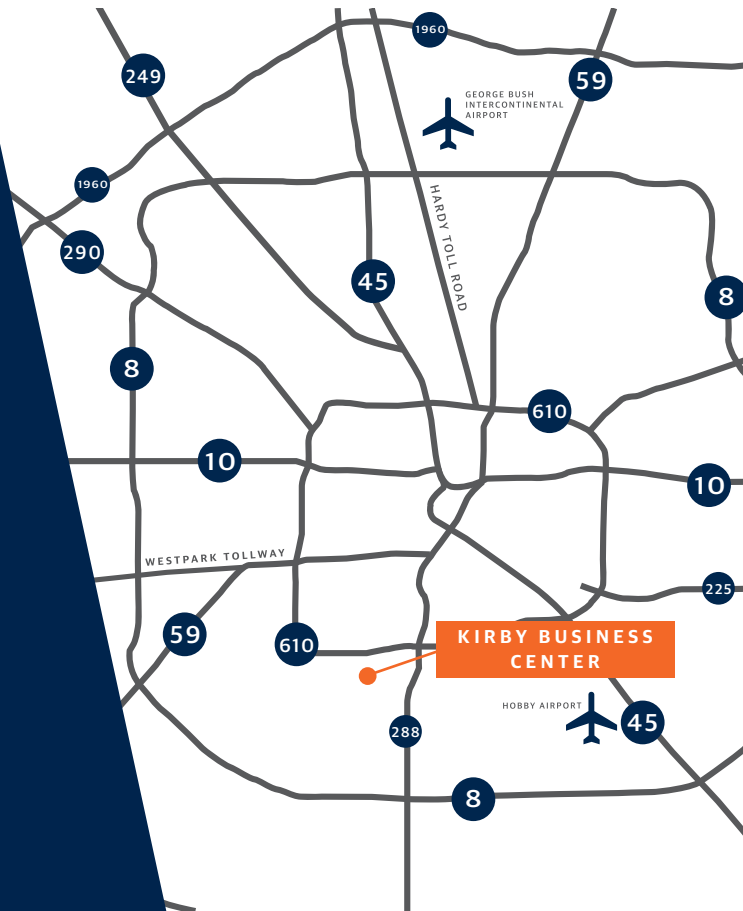 1960
249
59
GEORGE BUSH
INTERCONTINENTAL
AIRPORT
1960
HARDY TOLL ROAD
290
45
8
8
610
10
10
WESTPARK TOLLWAY
225
59
610
KIRBY BUSINESS
CENTER
HOBBY AIRPORT
45
288
8